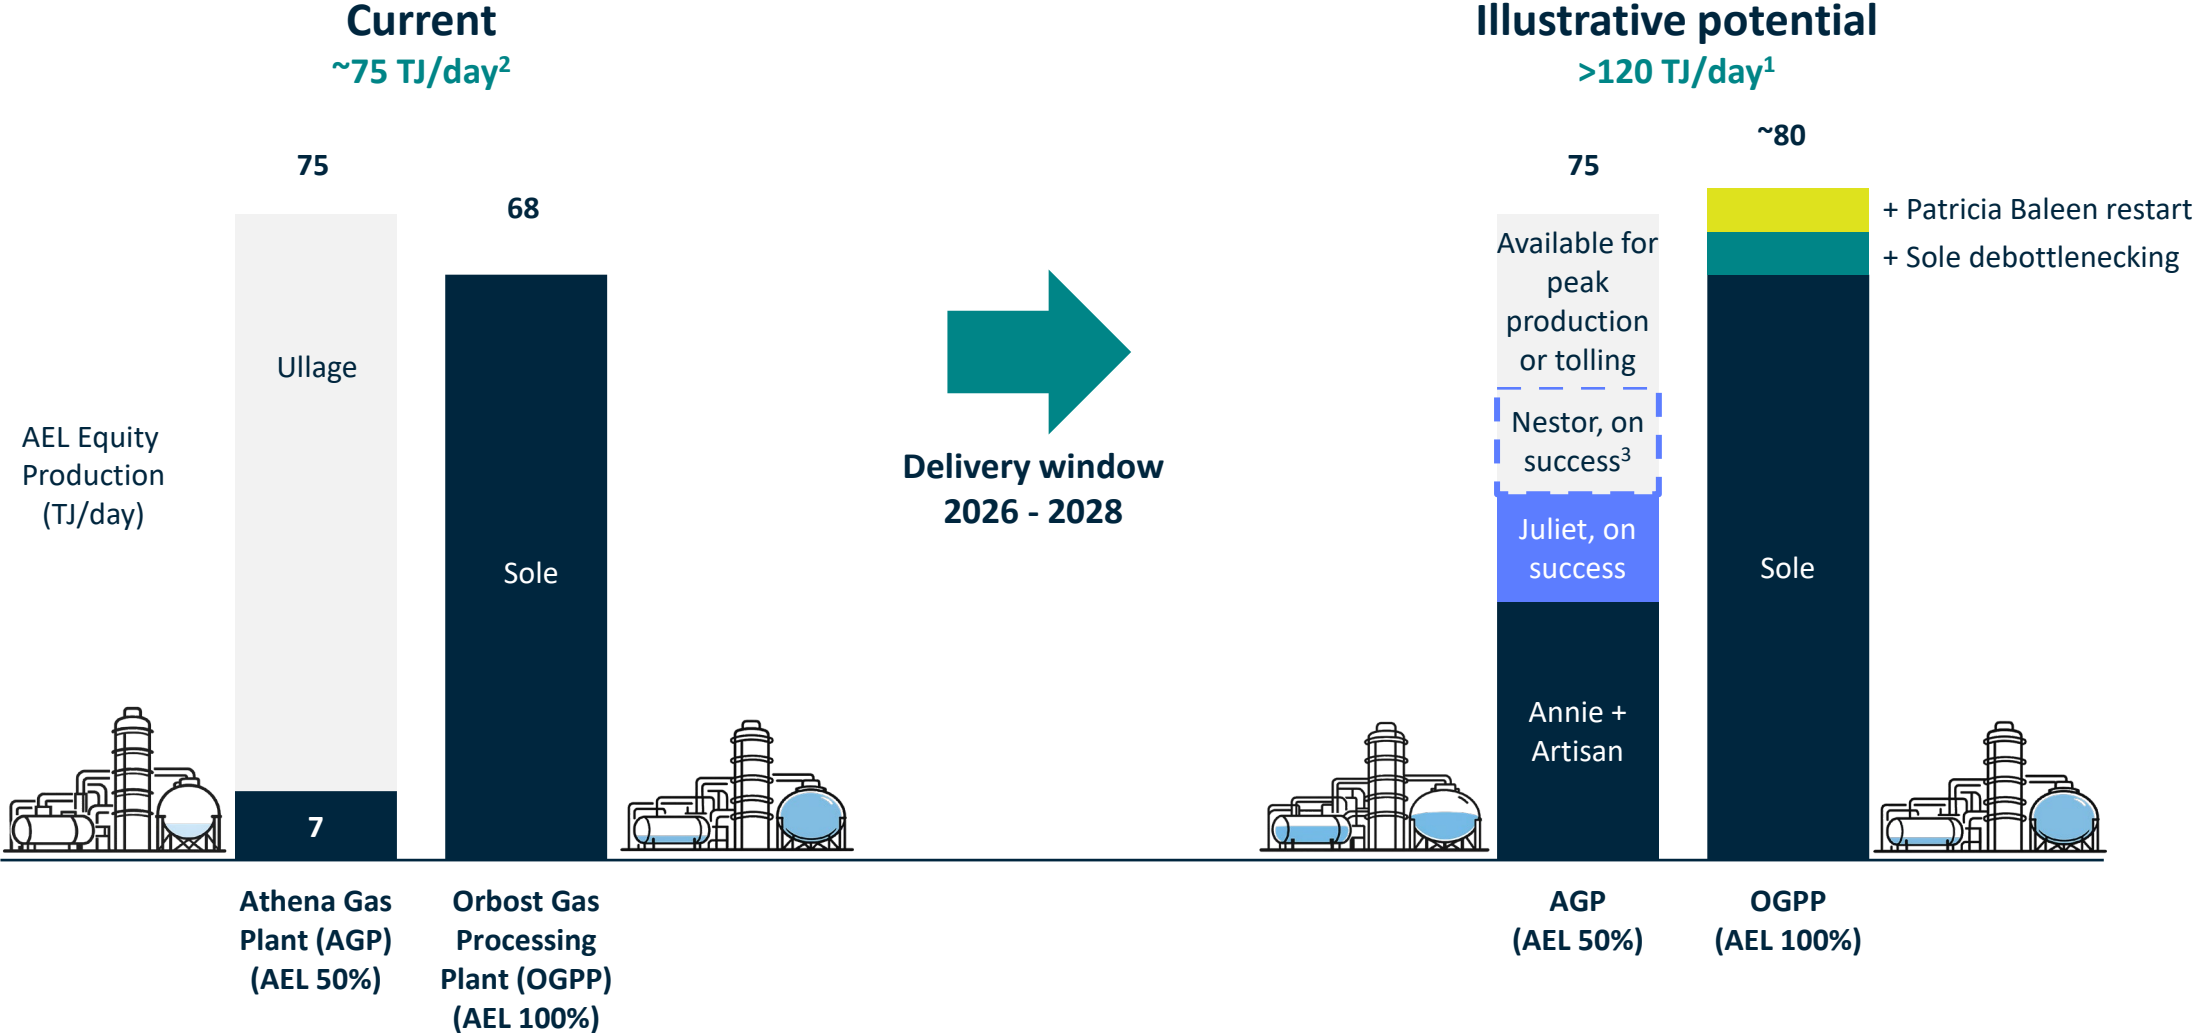 Current
~75 TJ/day²
Illustrative potential
>120 TJ/day¹
75
68
Ullage
Sole
7
AEL Equity
Production
(TJ/day)
Athena Gas
Plant (AGP)
(AEL 50%)
Orbost Gas
Processing
Plant (OGPP)
(AEL 100%)
Delivery window
2026 - 2028
75
~80
Available for
peak
production
or tolling
Nestor, on
success³
Juliet, on
success
Annie +
Artisan
Sole
+ Patricia Baleen restart
+ Sole debottlenecking
AGP
(AEL 50%)
OGPP
(AEL 100%)